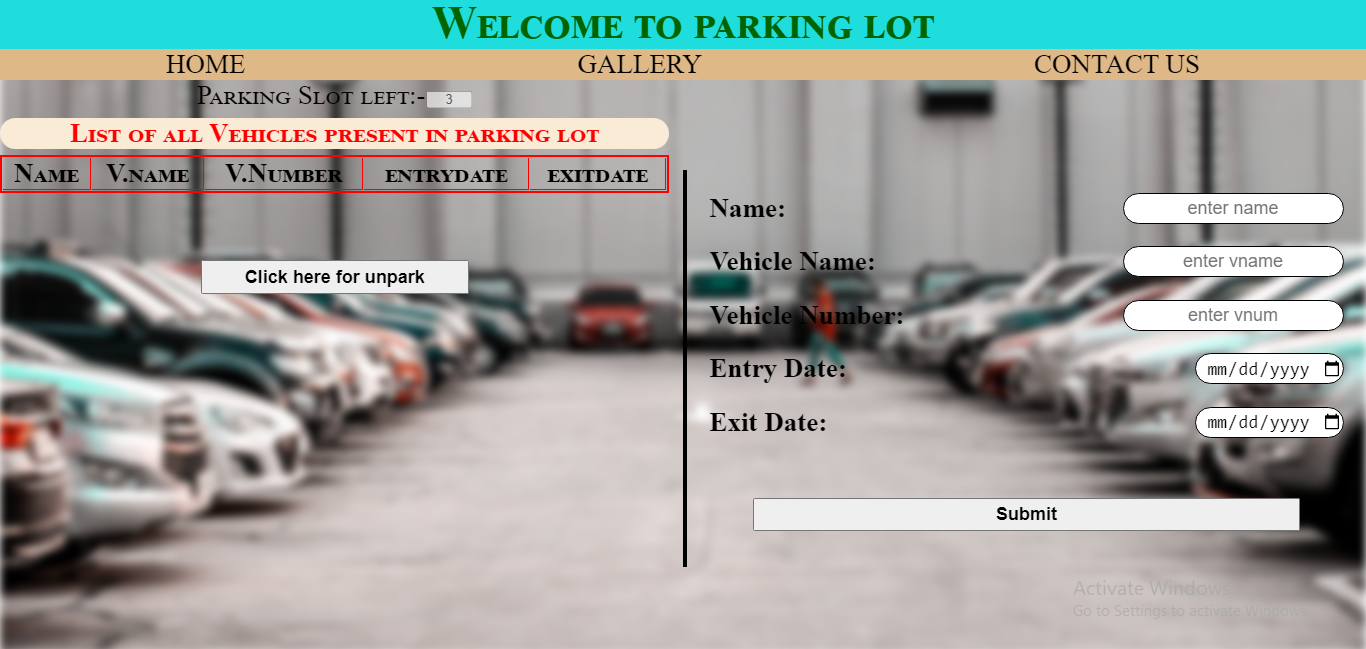 Welcome to parking lot
HOME GALLERY CONTACT US
Parking Slot left:- 3
List of all Vehicles present in parking lot
Name V.name V.Number entrydate exitdate
Click here for unpark
Name: enter name
Vehicle Name: enter vname
Vehicle Number: enter vnum
Entry Date: mm/dd/yyyy
Exit Date: mm/dd/yyyy
Submit
Activate Windows
Go to Settings to activate Windows.